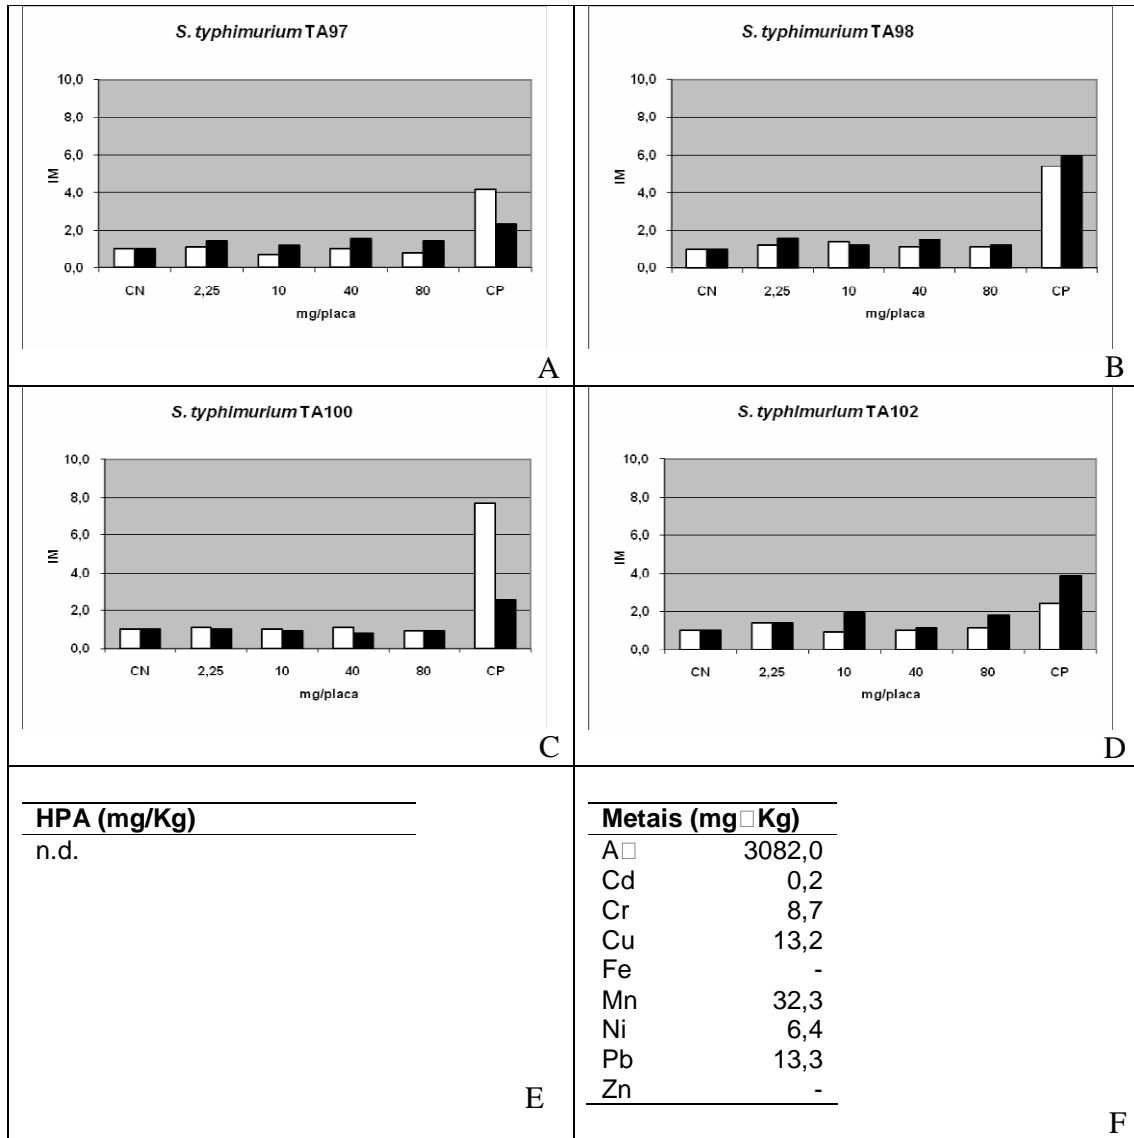 S. typhimurium TA97
10,0
8,0
6,0
4,0
2,0
0,0
IM
CN 2,25 10 40 80 CP
mg/placa
A
S. typhimurium TA98
10,0
8,0
6,0
4,0
2,0
0,0
IM
CN 2,25 10 40 80 CP
mg/placa
B
S. typhimurium TA100
10,0
8,0
6,0
4,0
2,0
0,0
IM
CN 2,25 10 40 80 CP
mg/placa
C
S. typhimurium TA102
10,0
8,0
6,0
4,0
2,0
0,0
IM
CN 2,25 10 40 80 CP
mg/placa
D
HPA (mg/Kg)
n.d.
E
Metais (mg□Kg)
A□ 3082,0
Cd 0,2
Cr 8,7
Cu 13,2
Fe -
Mn 32,3
Ni 6,4
Pb 13,3
Zn -
F